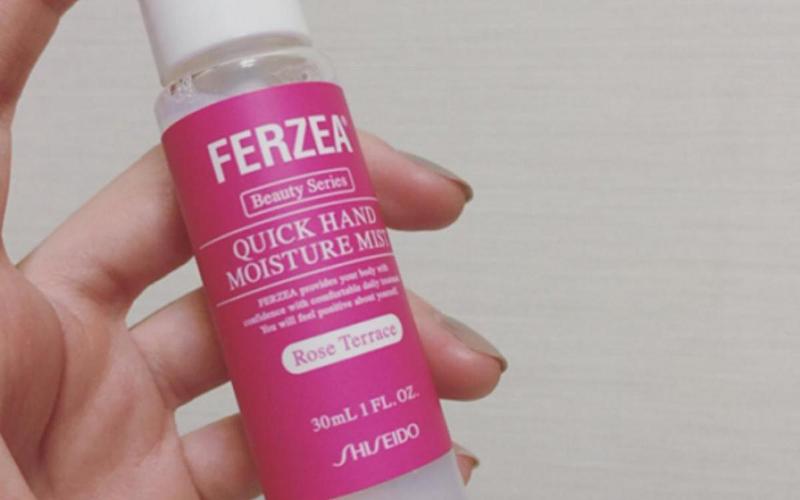 FERZEA®
Beauty Series
QUICK HAND
MOISTURE MIST
FERZEA provides your body with
confidence with comfortable daily
You will feel positive about yourself.
Rose Terrace
30mL 1 FL. OZ.
SHISEIDO